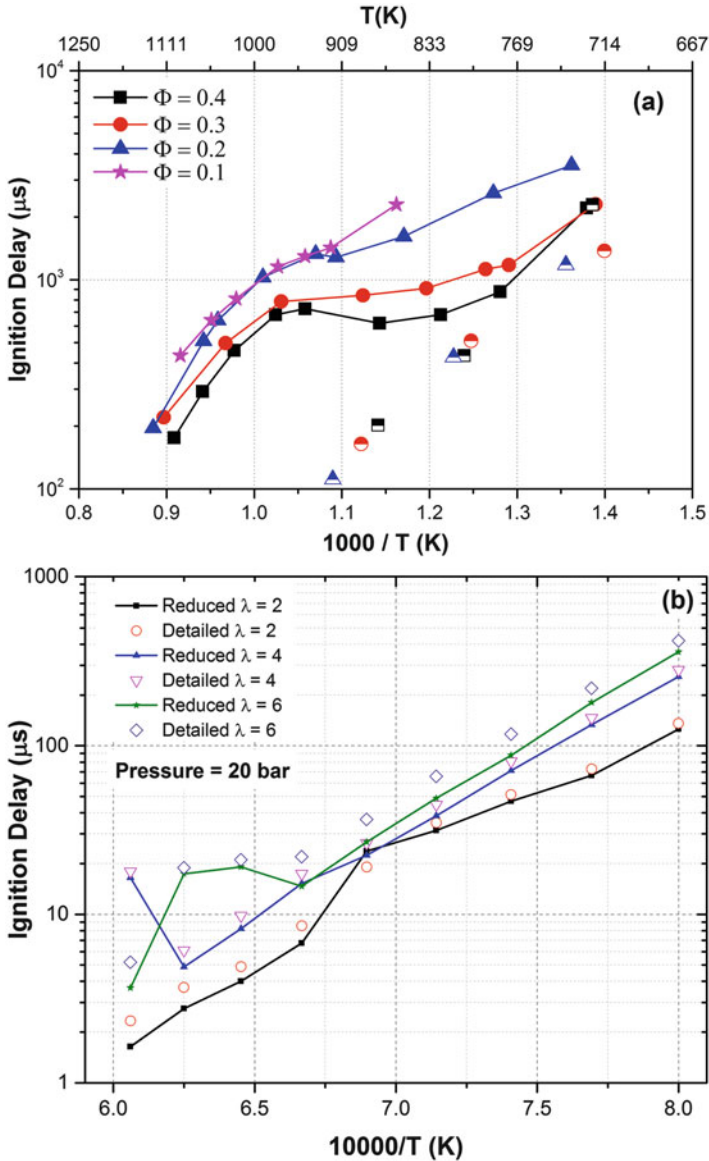 T(K)
1250 1111 1000 909 833 769 714 667
10⁴
(a)
Φ = 0.4
Φ = 0.3
Φ = 0.2
Φ = 0.1
Ignition Delay (μs)
10³
10²
0.8 0.9 1.0 1.1 1.2 1.3 1.4 1.5
1000 / T (K)
1000
(b)
Reduced λ = 2
Detailed λ = 2
Reduced λ = 4
Detailed λ = 4
Reduced λ = 6
Detailed λ = 6
Pressure = 20 bar
Ignition Delay (μs)
100
10
1
6.0 6.5 7.0 7.5 8.0
10000/T (K)